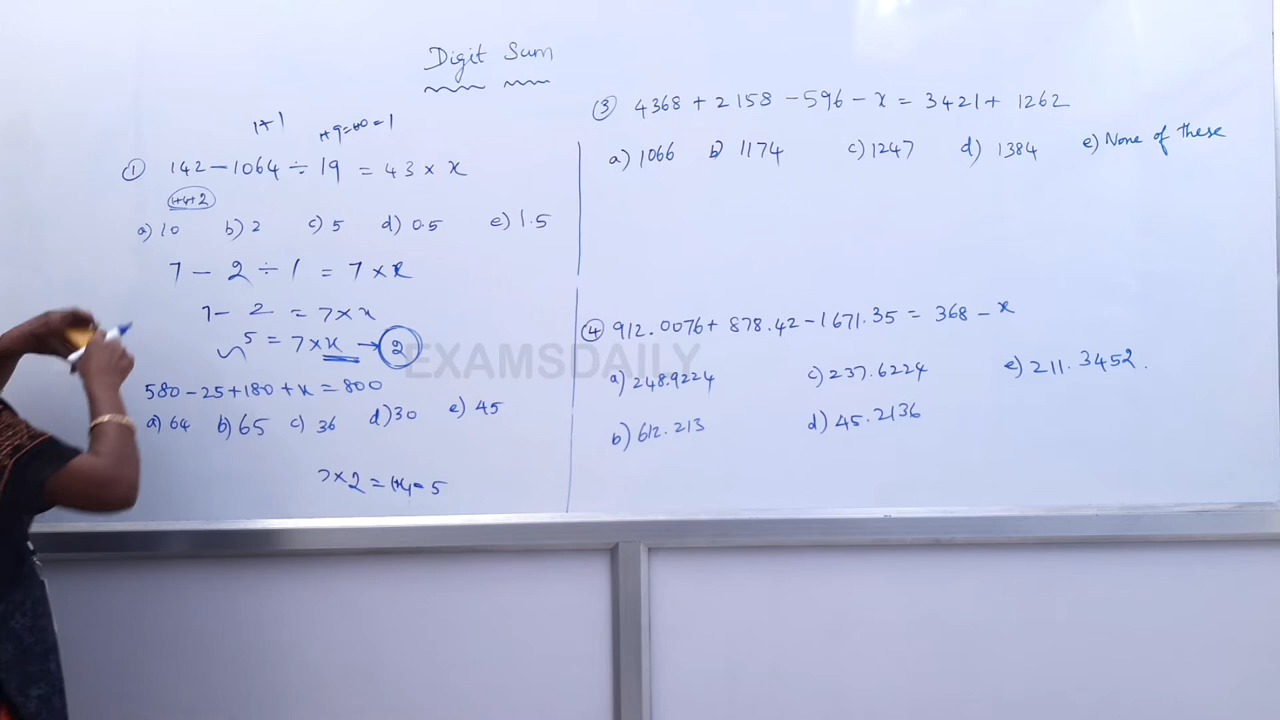 Digit Sum
1+1
1+9=10=1
① 142 - 1064 ÷ 19 = 43 × x
1+4+2
a) 10 b) 2 c) 5 d) 0.5 e) 1.5
7 - 2 ÷ 1 = 7 × x
7 - 2 = 7 × x
5 = 7 × x → 2
580 - 25 + 180 + x = 800
a) 64 b) 65 c) 36 d) 30 e) 45
7×2 = 1+4 = 5
③ 4368 + 2158 - 596 - x = 3421 + 1262
a) 1066 b) 1174 c) 1247 d) 1384 e) None of these
④ 912.0076 + 878.42 - 1671.35 = 368 - x
a) 248.9224 c) 237.6224 e) 211.3452.
b) 612.213 d) 45.2136
EXAMSDAILY